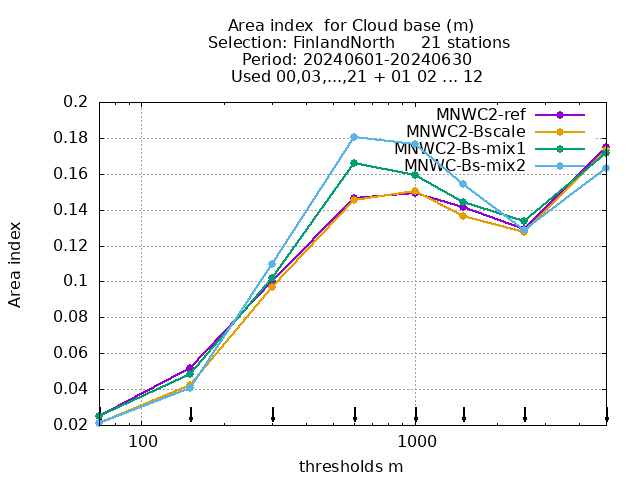 Area index  for Cloud base (m)
Selection: FinlandNorth     21 stations
Period: 20240601-20240630
Used 00,03,...,21 + 01 02 ... 12
0.2
0.18
0.16
0.14
0.12
0.1
0.08
0.06
0.04
0.02
Area index
MNWC2-ref
MNWC2-Bscale
MNWC2-Bs-mix1
MNWC-Bs-mix2
100 1000
thresholds m